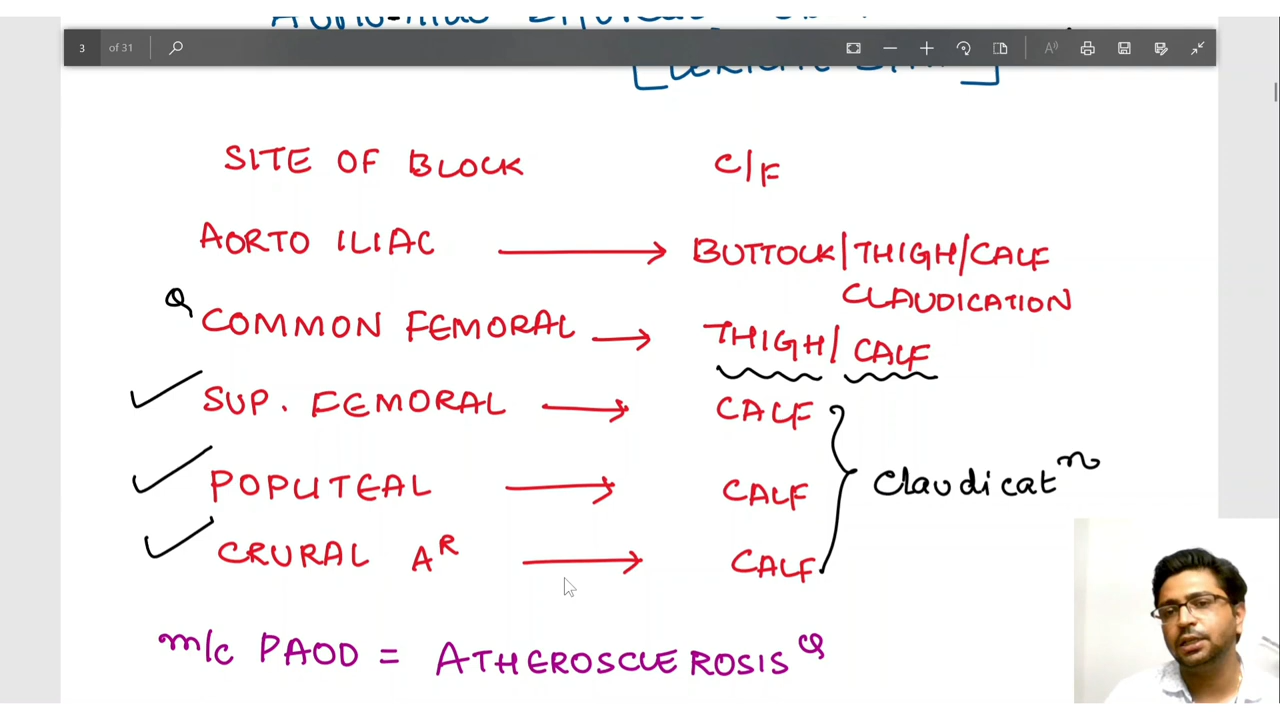 3 of 31
SITE OF BLOCK C/F
AORTO ILIAC → BUTTOCK/THIGH/CALF
CLAUDICATION
Q COMMON FEMORAL → THIGH/CALF
✓ SUP. FEMORAL → CALF
✓ POPLITEAL → CALF
Claudicatn
✓ CRURAL AR → CALF
m/c PAOD = ATHEROSCLEROSIS Q